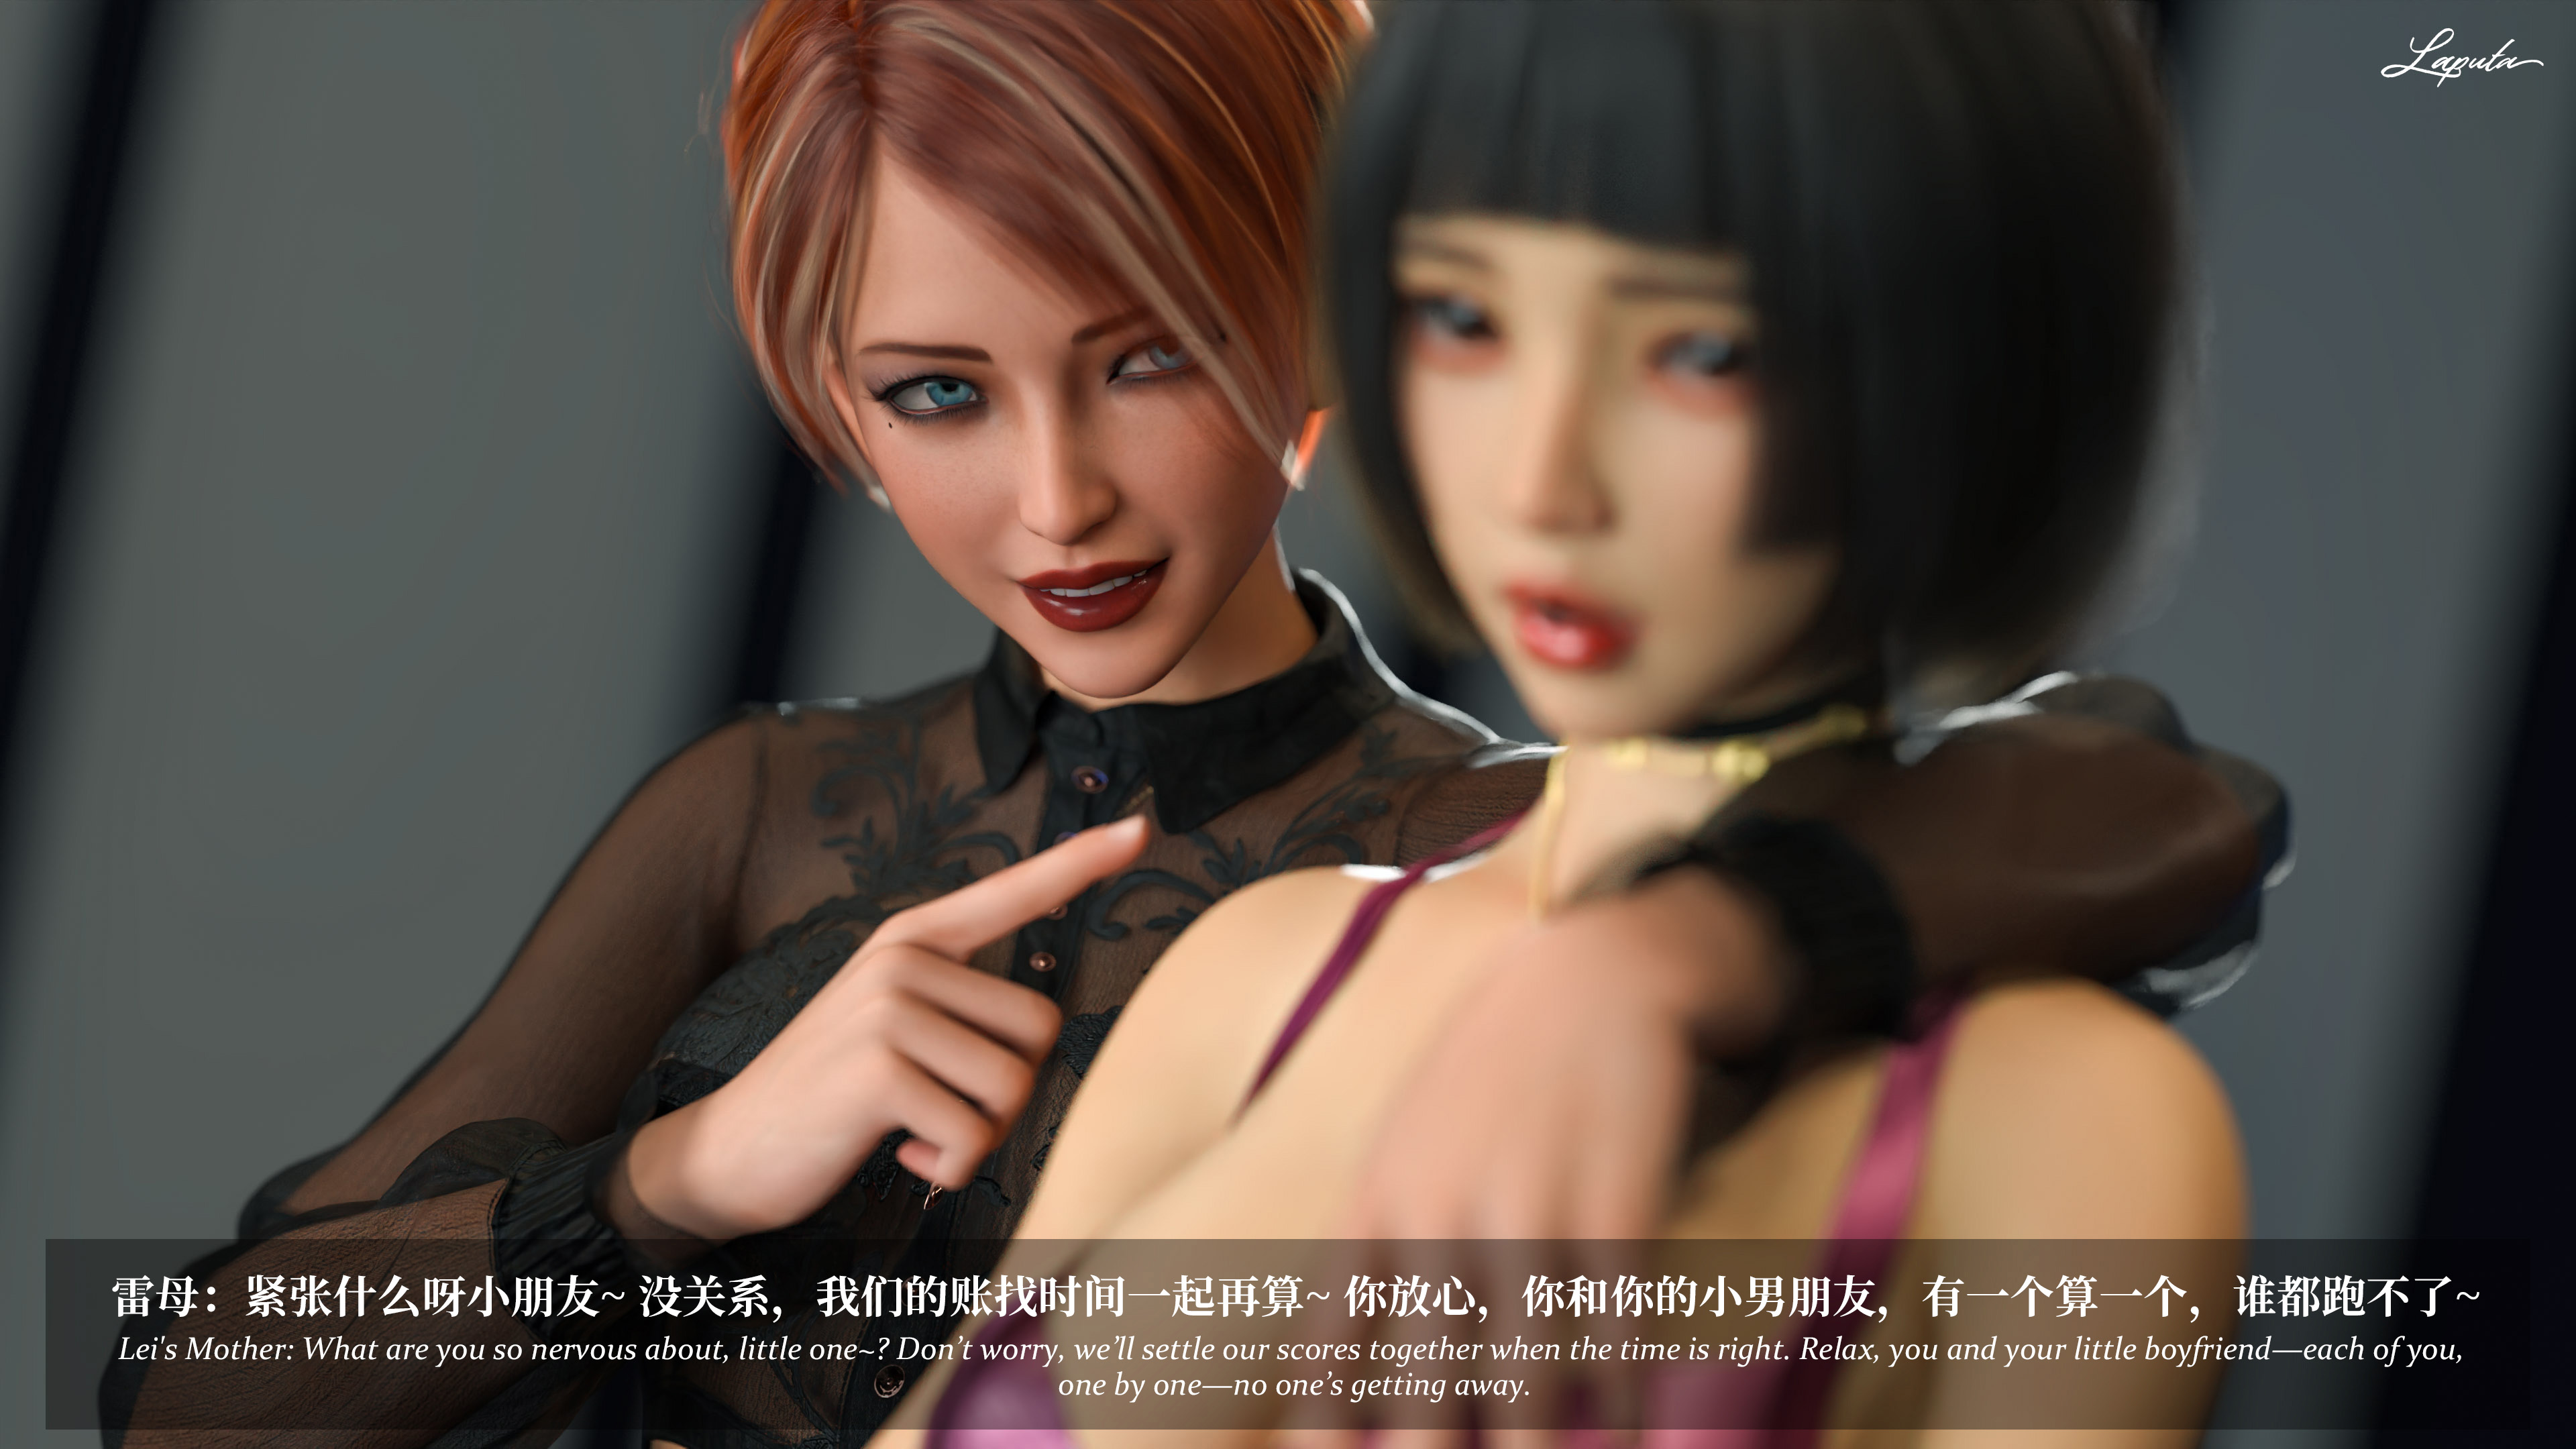 Laputa
雷母：紧张什么呀小朋友~ 没关系，我们的账找时间一起再算~ 你放心，你和你的小男朋友，有一个算一个，谁都跑不了~
Lei's Mother: What are you so nervous about, little one~? Don’t worry, we’ll settle our scores together when the time is right. Relax, you and your little boyfriend—each of you,
one by one—no one’s getting away.